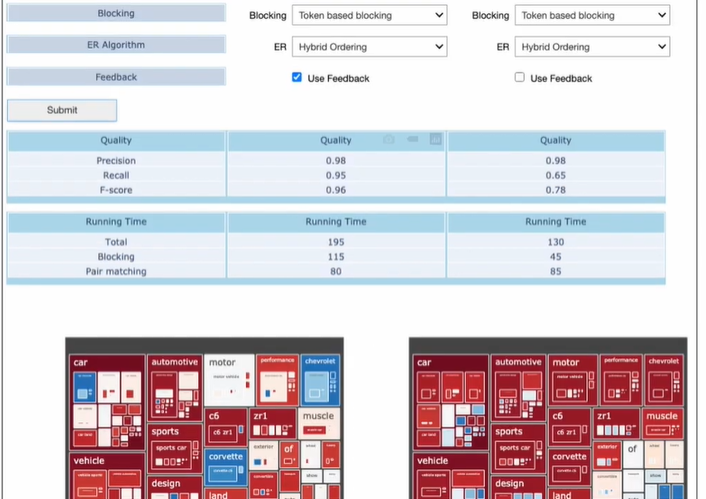 Blocking Blocking Token based blocking Blocking Token based blocking
ER Algorithm ER Hybrid Ordering ER Hybrid Ordering
Feedback Use Feedback Use Feedback
Submit
Quality Quality Quality
Precision 0.98 0.98
Recall 0.95 0.65
F-score 0.96 0.78
Running Time Running Time Running Time
Total 195 130
Blocking 115 45
Pair matching 80 85
car automotive motor performance chevrolet
motor vehicle
c6 zr1 muscle
c6 zr1
sports
sports car
exterior of
vehicle corvette
design land
car automotive motor performance chevrolet
motor vehicle
c6 zr1 muscle
c6 zr1
sports
sports car
exterior of
vehicle corvette
design land